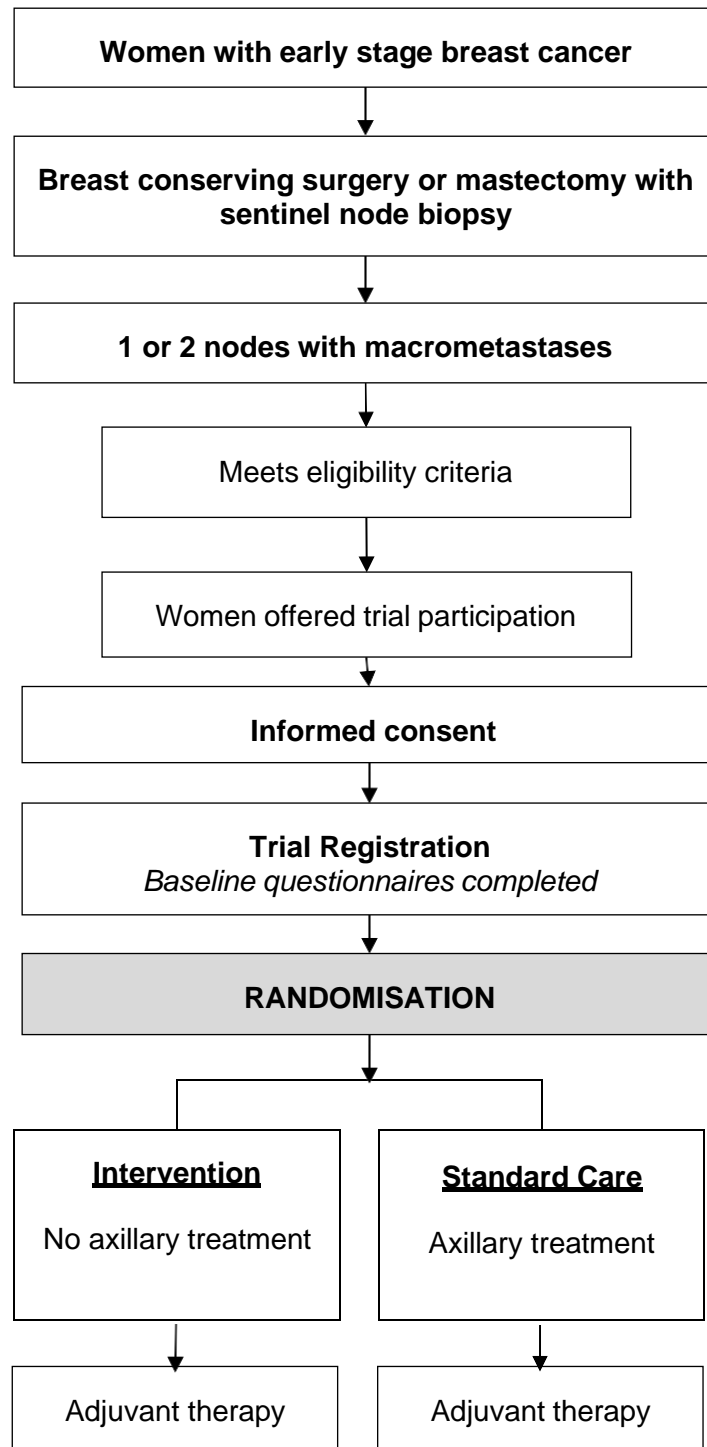 Women with early stage breast cancer
Breast conserving surgery or mastectomy with
sentinel node biopsy
1 or 2 nodes with macrometastases
Meets eligibility criteria
Women offered trial participation
Informed consent
Trial Registration
Baseline questionnaires completed
RANDOMISATION
Intervention
No axillary treatment
Standard Care
Axillary treatment
Adjuvant therapy
Adjuvant therapy